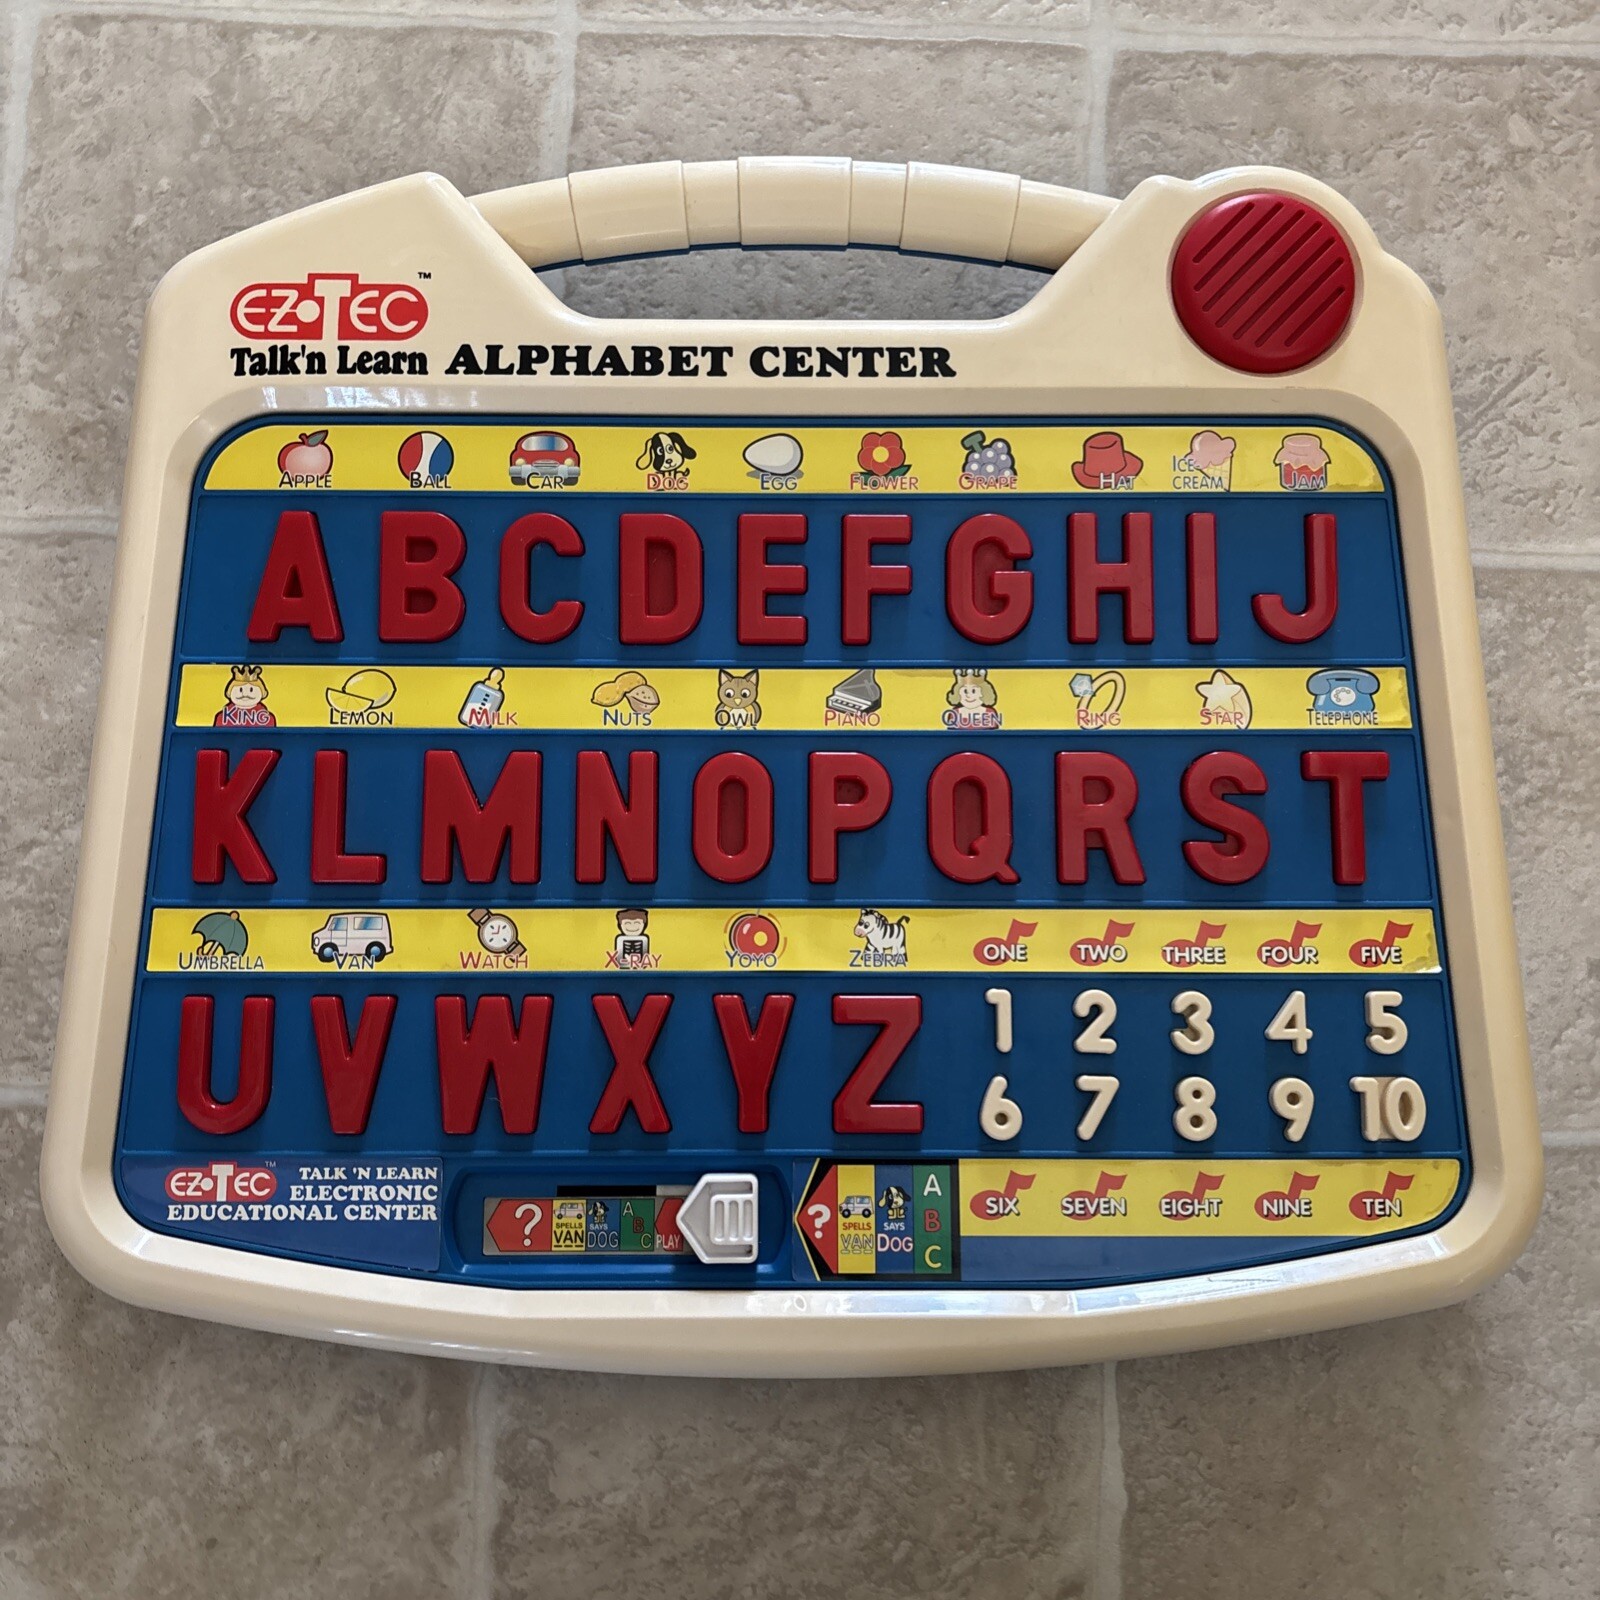 EZ•TEC™
Talk'n Learn ALPHABET CENTER
APPLE BALL CAR DOG EGG FLOWER GRAPE HAT ICE-CREAM JAM
A B C D E F G H I J
KING LEMON MILK NUTS OWL PIANO QUEEN RING STAR TELEPHONE
K L M N O P Q R S T
UMBRELLA VAN WATCH X-RAY YOYO ZEBRA ONE TWO THREE FOUR FIVE
U V W X Y Z
1 2 3 4 5
6 7 8 9 10
EZ•TEC™ TALK 'N LEARN
ELECTRONIC
EDUCATIONAL CENTER
? SPELLS VAN SAYS DOG A B C PLAY
? SPELLS VAN SAYS DOG A B C
SIX SEVEN EIGHT NINE TEN